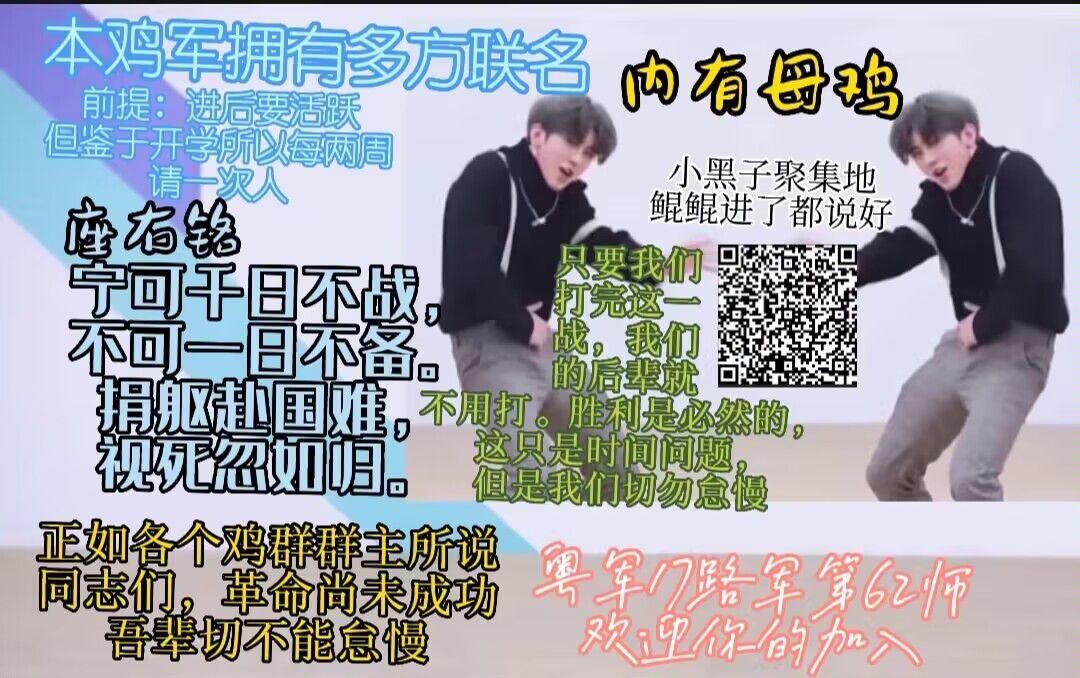 本鸡军拥有多方联名
前提：进后要活跃
但鉴于开学所以每两周
请一次人
内有母鸡
小黑子聚集地
鲲鲲进了都说好
座右铭
宁可千日不战，
不可一日不备。
捐躯赴国难，
视死忽如归。
只要我们
打完这一
战，我们
的后辈就
不用打。胜利是必然的，
这只是时间问题，
但是我们切勿怠慢
正如各个鸡群群主所说
同志们，革命尚未成功
吾辈切不能怠慢
粤军17路军第62师
欢迎你的加入